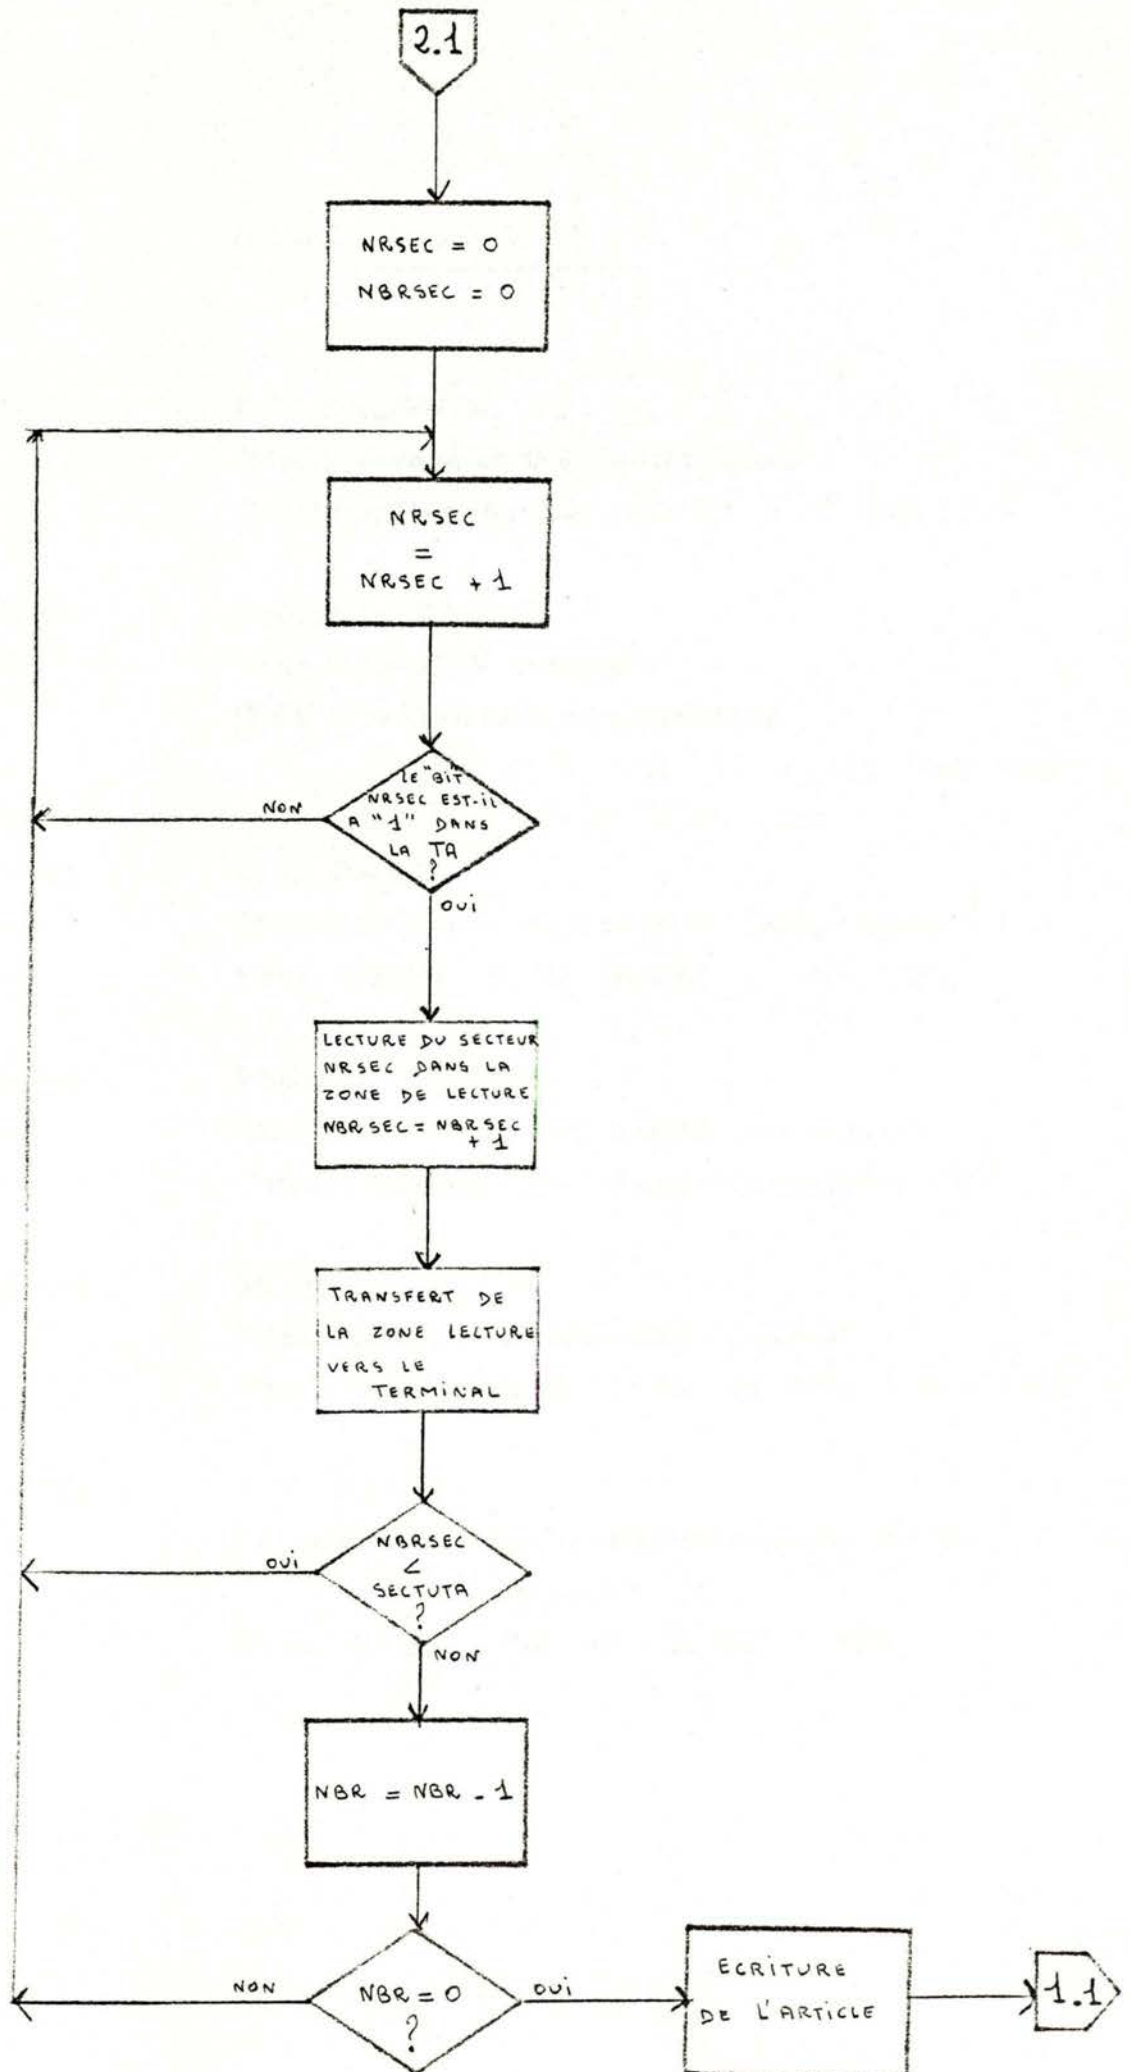 2.1
NRSEC = 0
NBRSEC = 0
NRSEC
=
NRSEC + 1
LE "BIT"
NRSEC EST-IL
A "1" DANS
LA TA
?
NON
OUI
LECTURE DU SECTEUR
NRSEC DANS LA
ZONE DE LECTURE
NBRSEC = NBRSEC
+ 1
TRANSFERT DE
LA ZONE LECTURE
VERS LE
TERMINAL
NBRSEC
<
SECTUTA
?
OUI
NON
NBR = NBR - 1
NBR = 0
?
NON
OUI
ECRITURE
DE L'ARTICLE
1.1